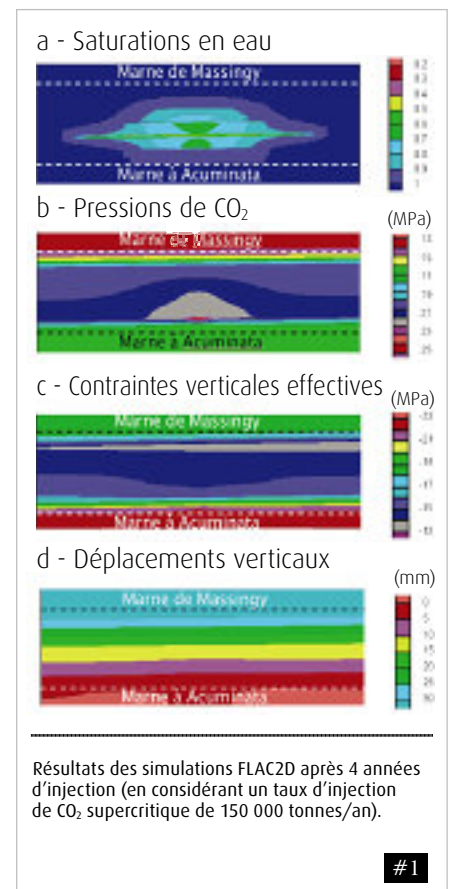 a - Saturations en eau
Marne de Massingy
Marne à Acuminata
b - Pressions de CO₂
(MPa)
Marne de Massingy
Marne à Acuminata
c - Contraintes verticales effectives
(MPa)
Marne de Massingy
Marne à Acuminata
d - Déplacements verticaux
(mm)
Marne de Massingy
Marne à Acuminata
0
5
10
15
20
25
30
Résultats des simulations FLAC2D après 4 années
d’injection (en considérant un taux d’injection
de CO₂ supercritique de 150 000 tonnes/an).
#1